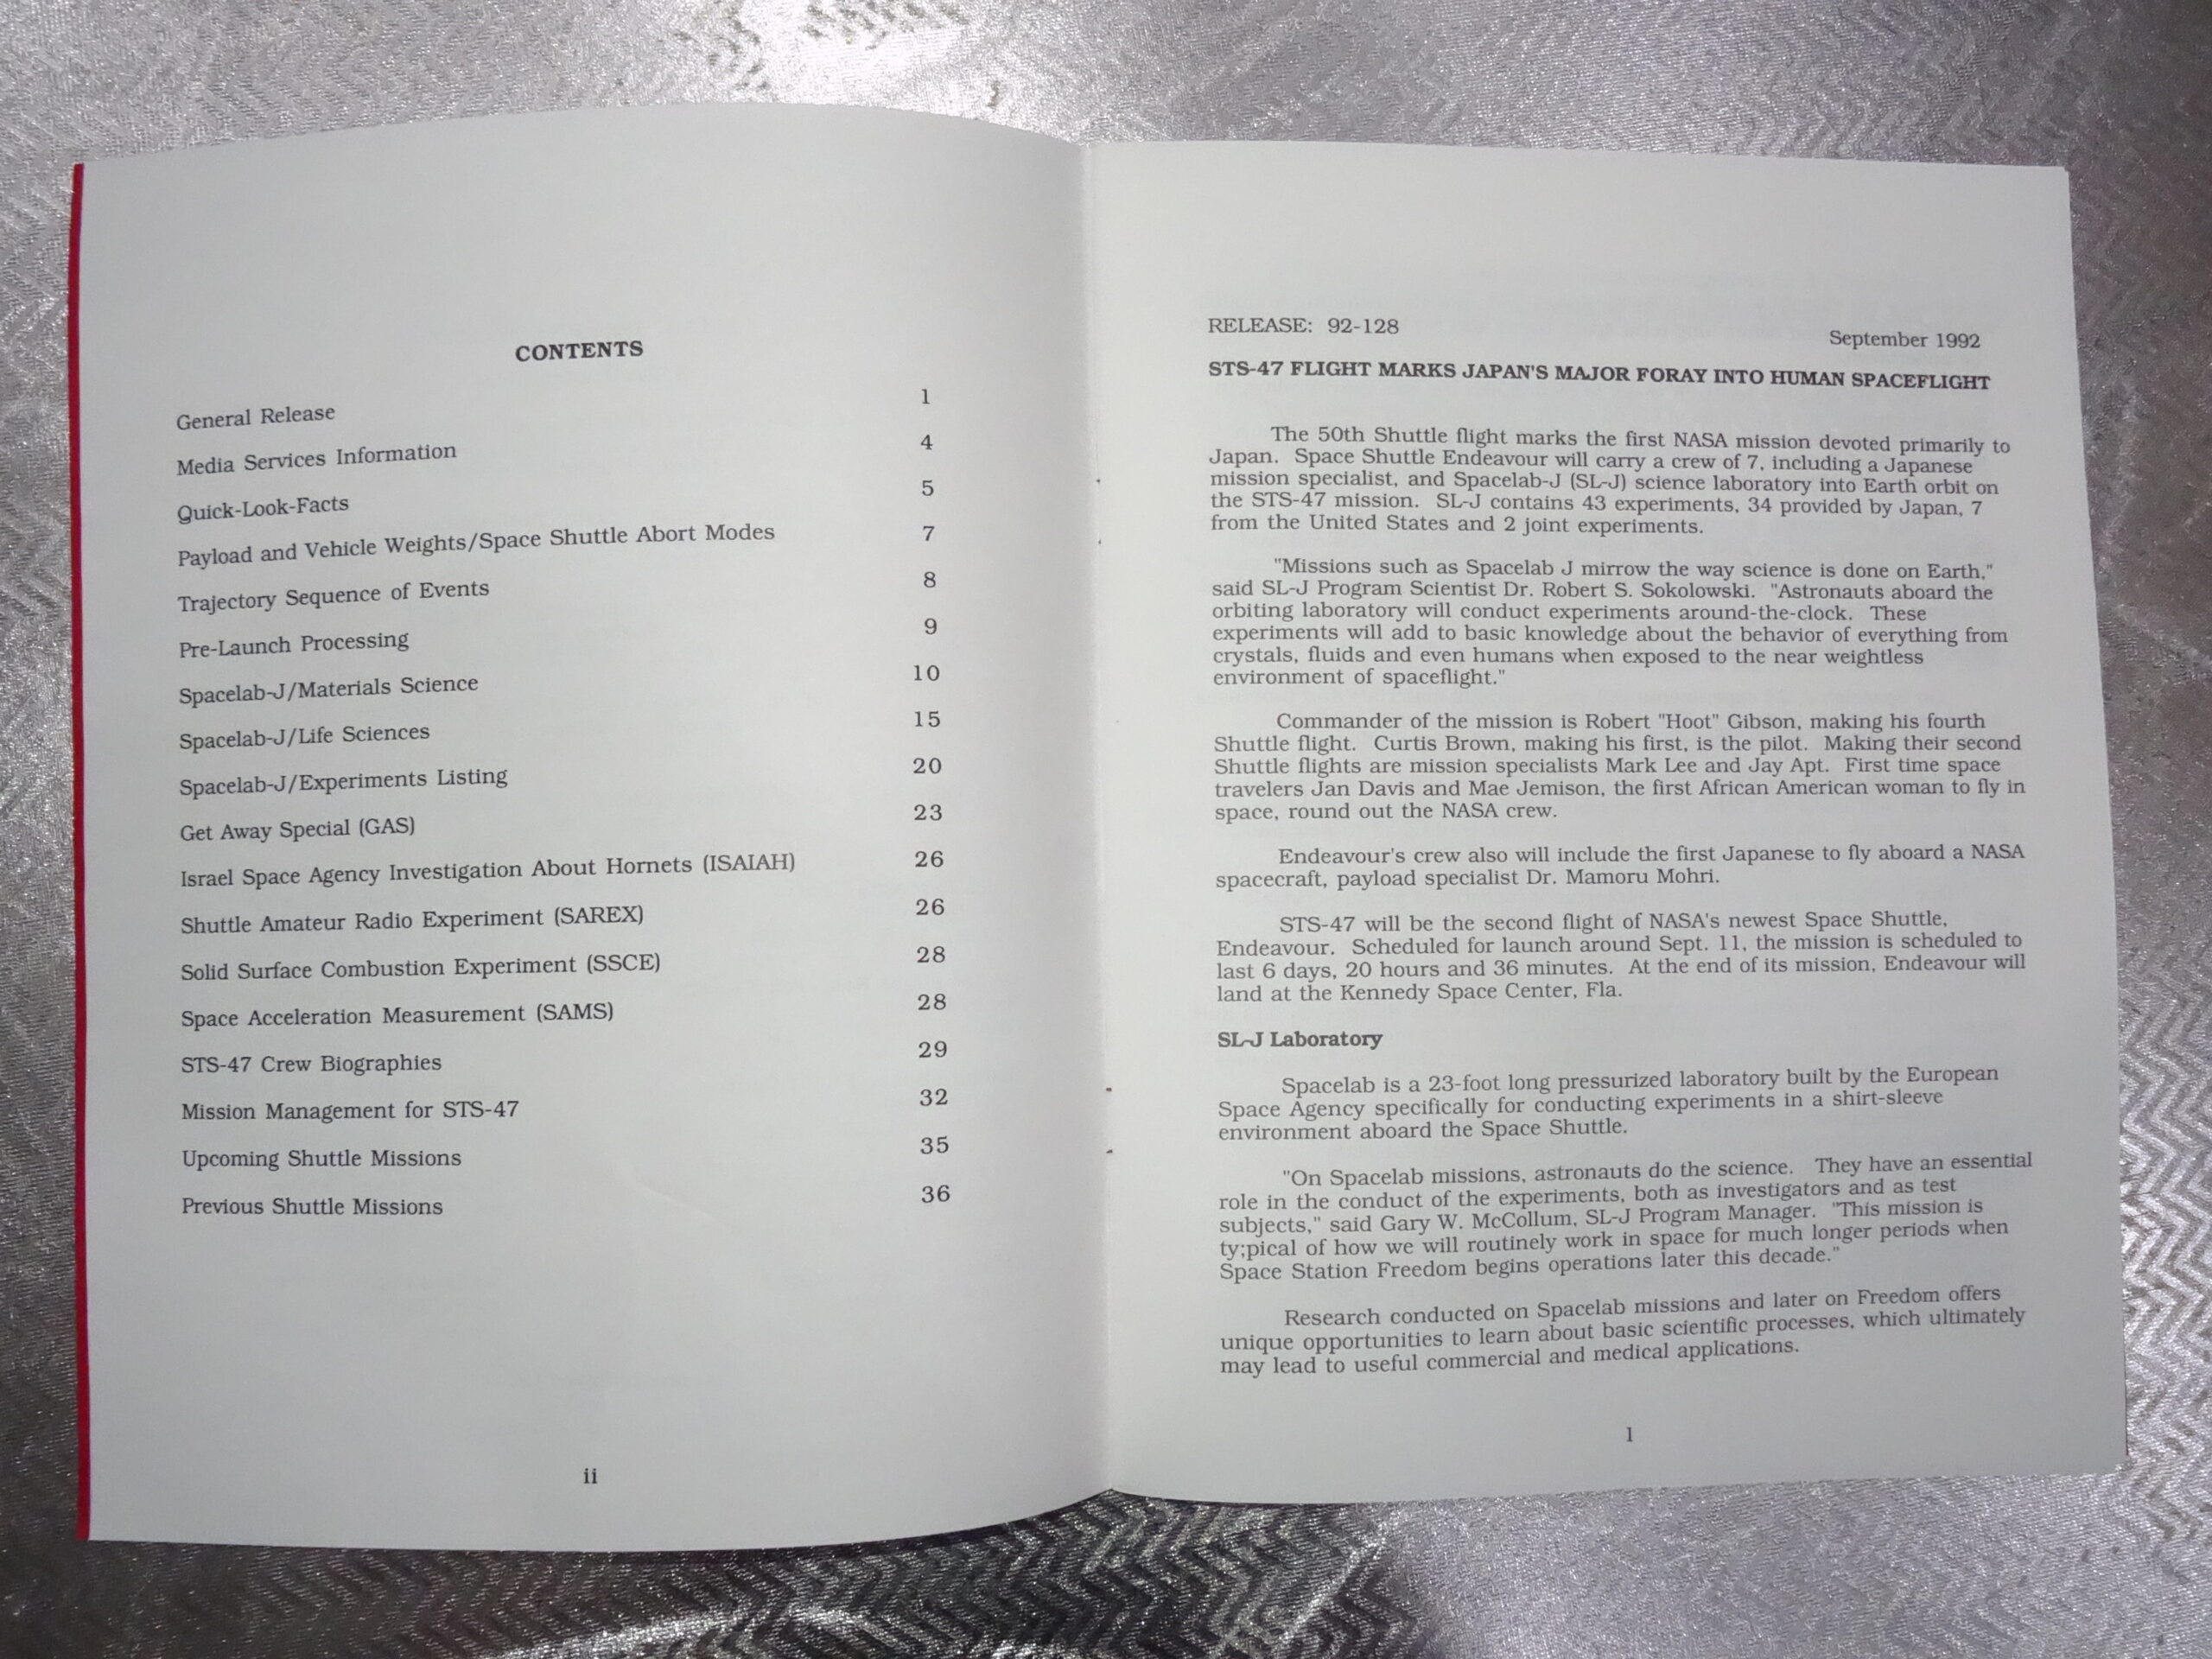 CONTENTS
General Release 1
Media Services Information 4
Quick-Look-Facts 5
Payload and Vehicle Weights/Space Shuttle Abort Modes 7
Trajectory Sequence of Events 8
Pre-Launch Processing 9
Spacelab-J/Materials Science 10
Spacelab-J/Life Sciences 15
Spacelab-J/Experiments Listing 20
Get Away Special (GAS) 23
Israel Space Agency Investigation About Hornets (ISAIAH) 26
Shuttle Amateur Radio Experiment (SAREX) 26
Solid Surface Combustion Experiment (SSCE) 28
Space Acceleration Measurement (SAMS) 28
STS-47 Crew Biographies 29
Mission Management for STS-47 32
Upcoming Shuttle Missions 35
Previous Shuttle Missions 36
ii
RELEASE: 92-128
September 1992
STS-47 FLIGHT MARKS JAPAN'S MAJOR FORAY INTO HUMAN SPACEFLIGHT
The 50th Shuttle flight marks the first NASA mission devoted primarily to
Japan. Space Shuttle Endeavour will carry a crew of 7, including a Japanese
mission specialist, and Spacelab-J (SL-J) science laboratory into Earth orbit on
the STS-47 mission. SL-J contains 43 experiments, 34 provided by Japan, 7
from the United States and 2 joint experiments.
"Missions such as Spacelab J mirrow the way science is done on Earth,"
said SL-J Program Scientist Dr. Robert S. Sokolowski. "Astronauts aboard the
orbiting laboratory will conduct experiments around-the-clock. These
experiments will add to basic knowledge about the behavior of everything from
crystals, fluids and even humans when exposed to the near weightless
environment of spaceflight."
Commander of the mission is Robert "Hoot" Gibson, making his fourth
Shuttle flight. Curtis Brown, making his first, is the pilot. Making their second
Shuttle flights are mission specialists Mark Lee and Jay Apt. First time space
travelers Jan Davis and Mae Jemison, the first African American woman to fly in
space, round out the NASA crew.
Endeavour's crew also will include the first Japanese to fly aboard a NASA
spacecraft, payload specialist Dr. Mamoru Mohri.
STS-47 will be the second flight of NASA's newest Space Shuttle,
Endeavour. Scheduled for launch around Sept. 11, the mission is scheduled to
last 6 days, 20 hours and 36 minutes. At the end of its mission, Endeavour will
land at the Kennedy Space Center, Fla.
SL-J Laboratory
Spacelab is a 23-foot long pressurized laboratory built by the European
Space Agency specifically for conducting experiments in a shirt-sleeve
environment aboard the Space Shuttle.
"On Spacelab missions, astronauts do the science. They have an essential
role in the conduct of the experiments, both as investigators and as test
subjects," said Gary W. McCollum, SL-J Program Manager. "This mission is
ty;pical of how we will routinely work in space for much longer periods when
Space Station Freedom begins operations later this decade."
Research conducted on Spacelab missions and later on Freedom offers
unique opportunities to learn about basic scientific processes, which ultimately
may lead to useful commercial and medical applications.
1